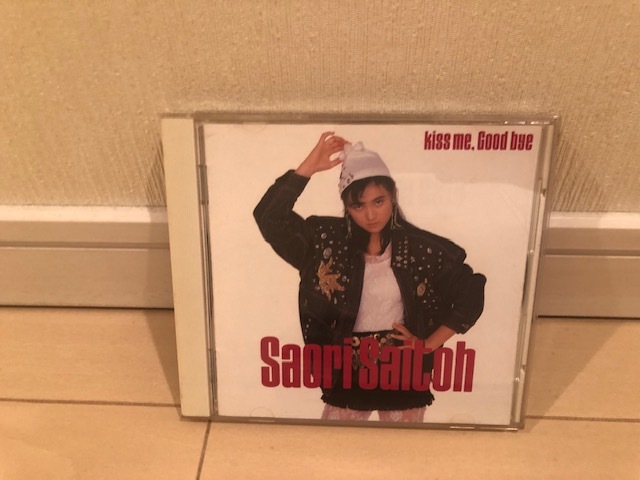 kiss me, Good bye
Saori Saitoh